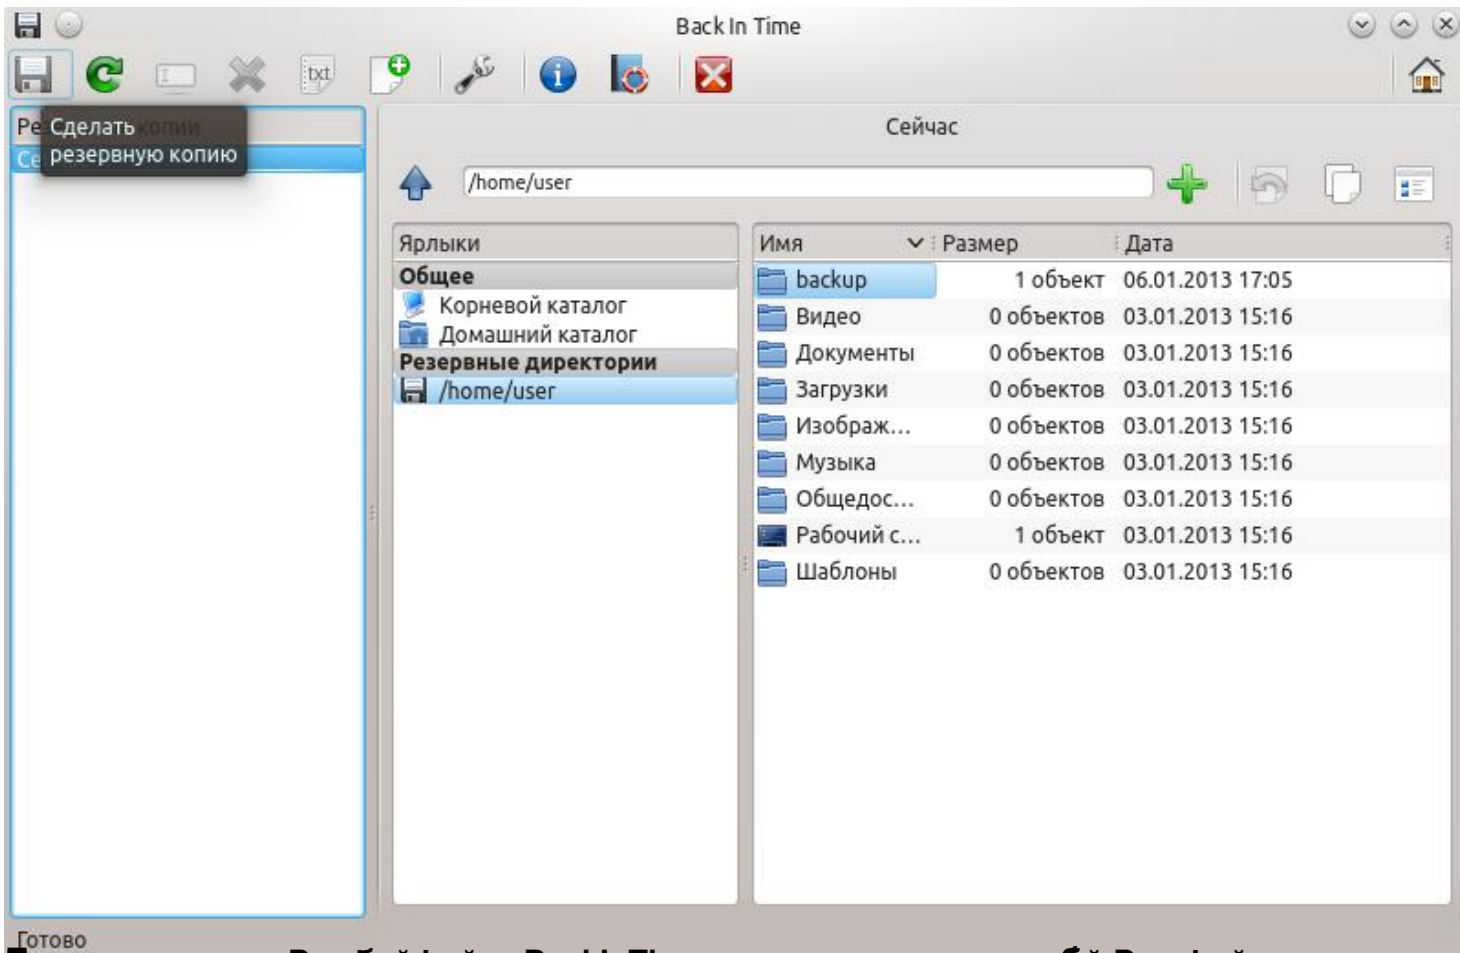 Back In Time
txt
Сделать
резервную копию
Сейчас
/home/user
Ярлыки
Общее
Корневой каталог
Домашний каталог
Резервные директории
/home/user
Имя Размер Дата
backup 1 объект 06.01.2013 17:05
Видео 0 объектов 03.01.2013 15:16
Документы 0 объектов 03.01.2013 15:16
Загрузки 0 объектов 03.01.2013 15:16
Изображ... 0 объектов 03.01.2013 15:16
Музыка 0 объектов 03.01.2013 15:16
Общедос... 0 объектов 03.01.2013 15:16
Рабочий с... 1 объект 03.01.2013 15:16
Шаблоны 0 объектов 03.01.2013 15:16
Готово